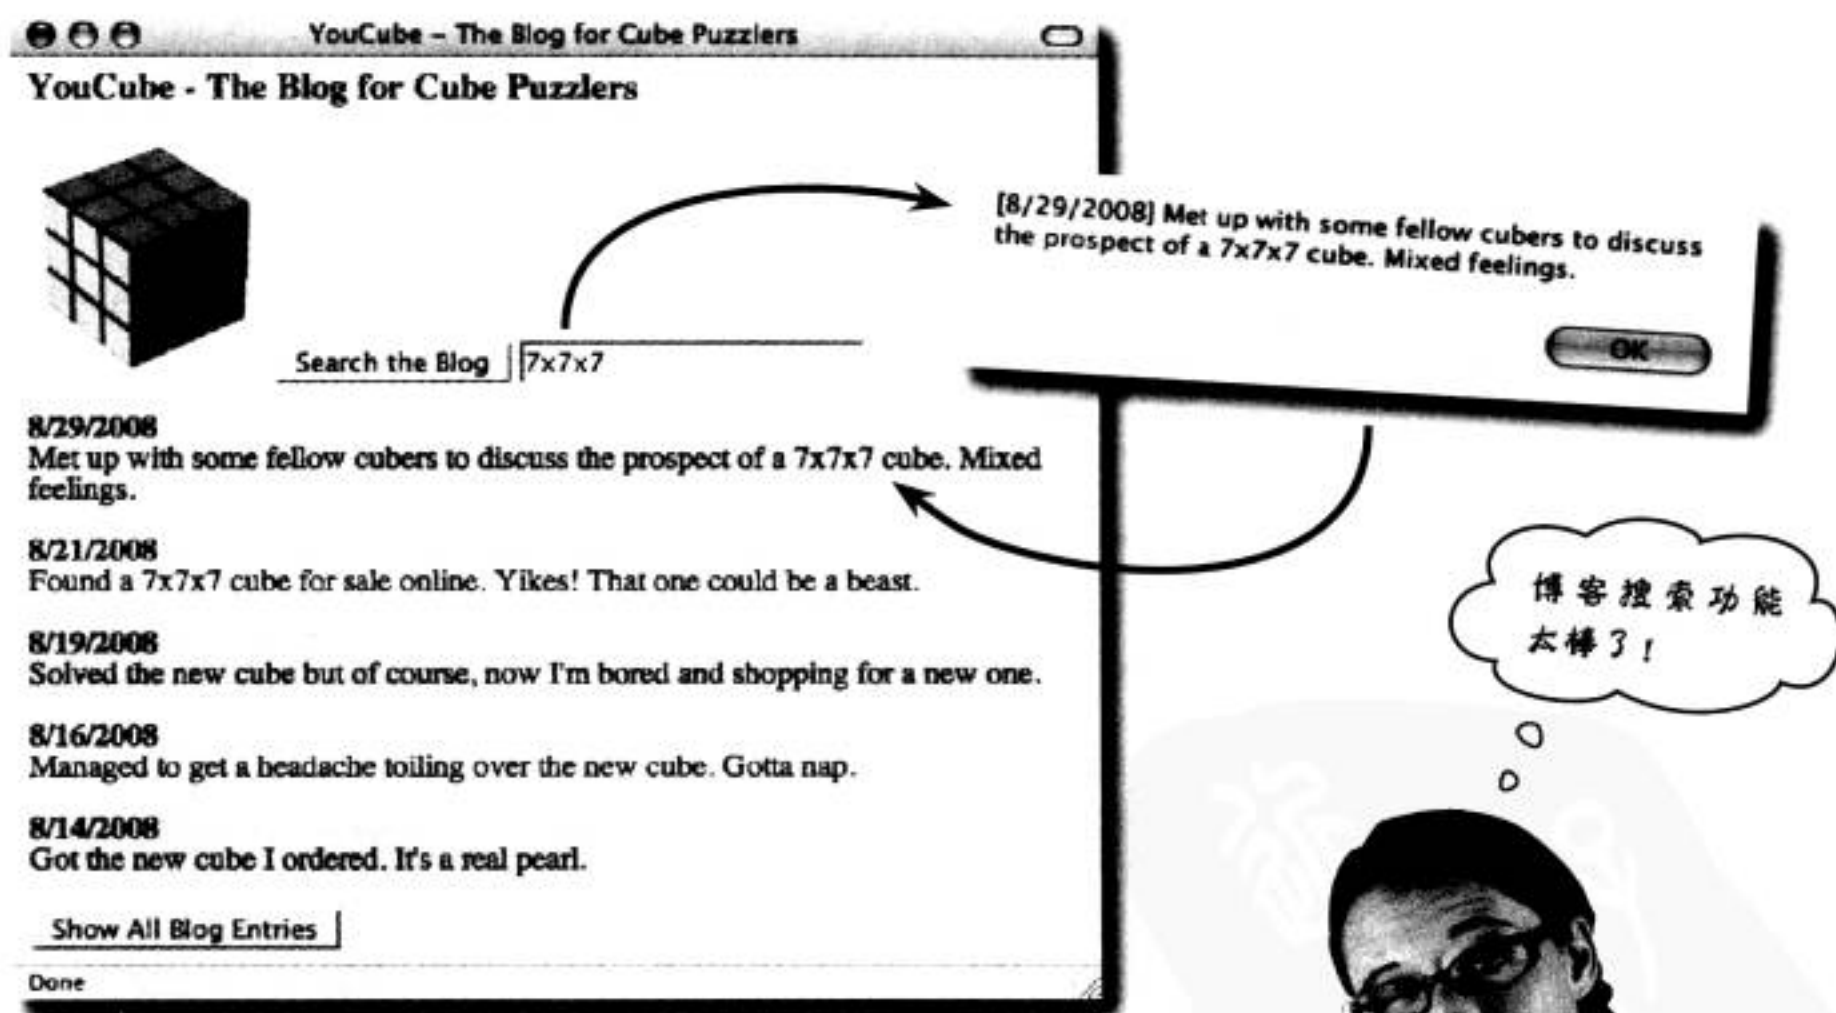 YouCube – The Blog for Cube Puzzlers
YouCube - The Blog for Cube Puzzlers
[8/29/2008] Met up with some fellow cubers to discuss
the prospect of a 7x7x7 cube. Mixed feelings.
OK
Search the Blog
7x7x7
8/29/2008
Met up with some fellow cubers to discuss the prospect of a 7x7x7 cube. Mixed
feelings.
8/21/2008
Found a 7x7x7 cube for sale online. Yikes! That one could be a beast.
8/19/2008
Solved the new cube but of course, now I'm bored and shopping for a new one.
8/16/2008
Managed to get a headache toiling over the new cube. Gotta nap.
8/14/2008
Got the new cube I ordered. It's a real pearl.
Show All Blog Entries
Done
博客搜索功能
太棒了!